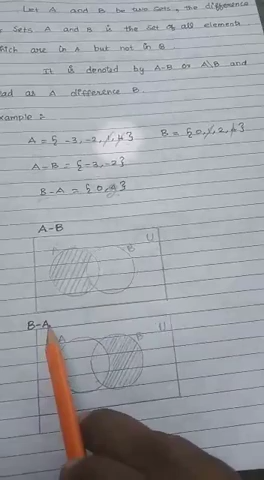 Let A and B be two sets, the difference
Sets. A and B is the set of all elements
which are in A but not in B.
It is denoted by A-B or A\B and
A difference B.
A = { -3, -2, 1, 4 } B = { 0, 1, 2, 4 }
A-B = { -3, -2 }
B-A = { 0, 2 }
A-B
U
B
B-A
U
A
B